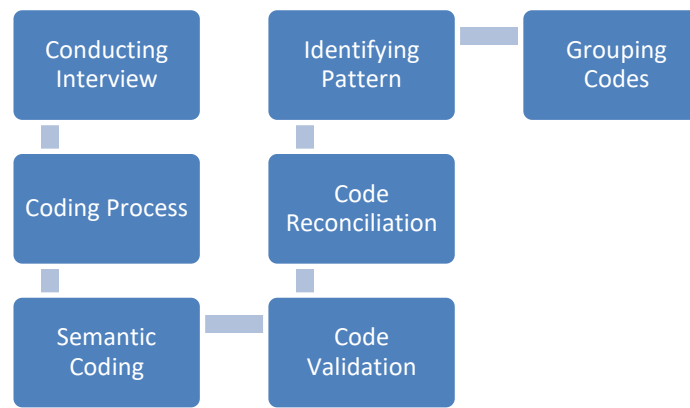 Conducting
Interview
Coding Process
Semantic
Coding
Code
Validation
Code
Reconciliation
Identifying
Pattern
Grouping
Codes